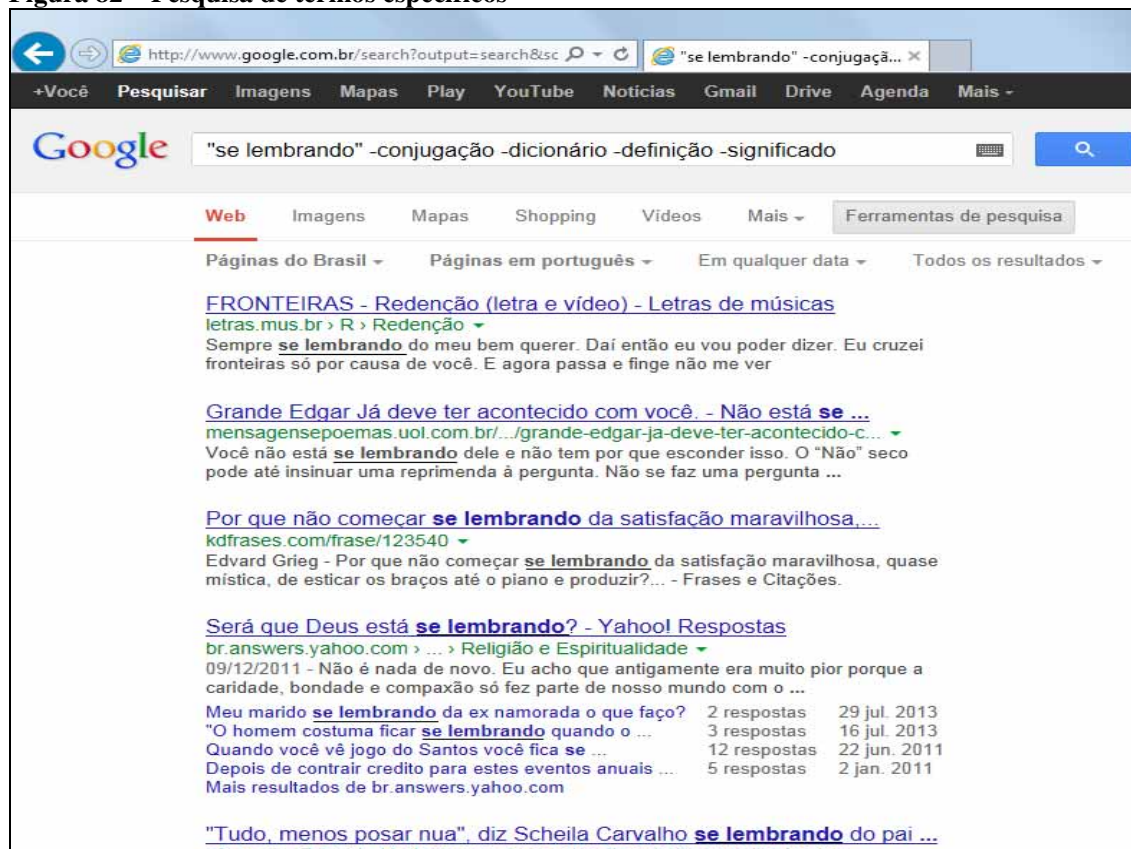 Figura 82 – Pesquisa de termos específicos
http://www.google.com.br/search?output=search&sc
"se lembrando" -conjugaçã...
+Você Pesquisar Imagens Mapas Play YouTube Notícias Gmail Drive Agenda Mais
Google "se lembrando" -conjugação -dicionário -definição -significado
Web Imagens Mapas Shopping Vídeos Mais Ferramentas de pesquisa
Páginas do Brasil Páginas em português Em qualquer data Todos os resultados
FRONTEIRAS - Redenção (letra e vídeo) - Letras de músicas
letras.mus.br › R › Redenção
Sempre se lembrando do meu bem querer. Daí então eu vou poder dizer. Eu cruzei
fronteiras só por causa de você. E agora passa e finge não me ver
Grande Edgar Já deve ter acontecido com você. - Não está se ...
mensagensepoemas.uol.com.br/.../grande-edgar-ja-deve-ter-acontecido-c...
Você não está se lembrando dele e não tem por que esconder isso. O “Não” seco
pode até insinuar uma reprimenda à pergunta. Não se faz uma pergunta ...
Por que não começar se lembrando da satisfação maravilhosa,...
kdfrases.com/frase/123540
Edvard Grieg - Por que não começar se lembrando da satisfação maravilhosa, quase
mística, de esticar os braços até o piano e produzir?... - Frases e Citações.
Será que Deus está se lembrando? - Yahoo! Respostas
br.answers.yahoo.com › ... › Religião e Espiritualidade
09/12/2011 - Não é nada de novo. Eu acho que antigamente era muito pior porque a
caridade, bondade e compaixão só fez parte de nosso mundo com o ...
Meu marido se lembrando da ex namorada o que faço? 2 respostas 29 jul. 2013
"O homem costuma ficar se lembrando quando o ... 3 respostas 16 jul. 2013
Quando você vê jogo do Santos você fica se ... 12 respostas 22 jun. 2011
Depois de contrair credito para estes eventos anuais ... 5 respostas 2 jan. 2011
Mais resultados de br.answers.yahoo.com
"Tudo, menos posar nua", diz Scheila Carvalho se lembrando do pai ...